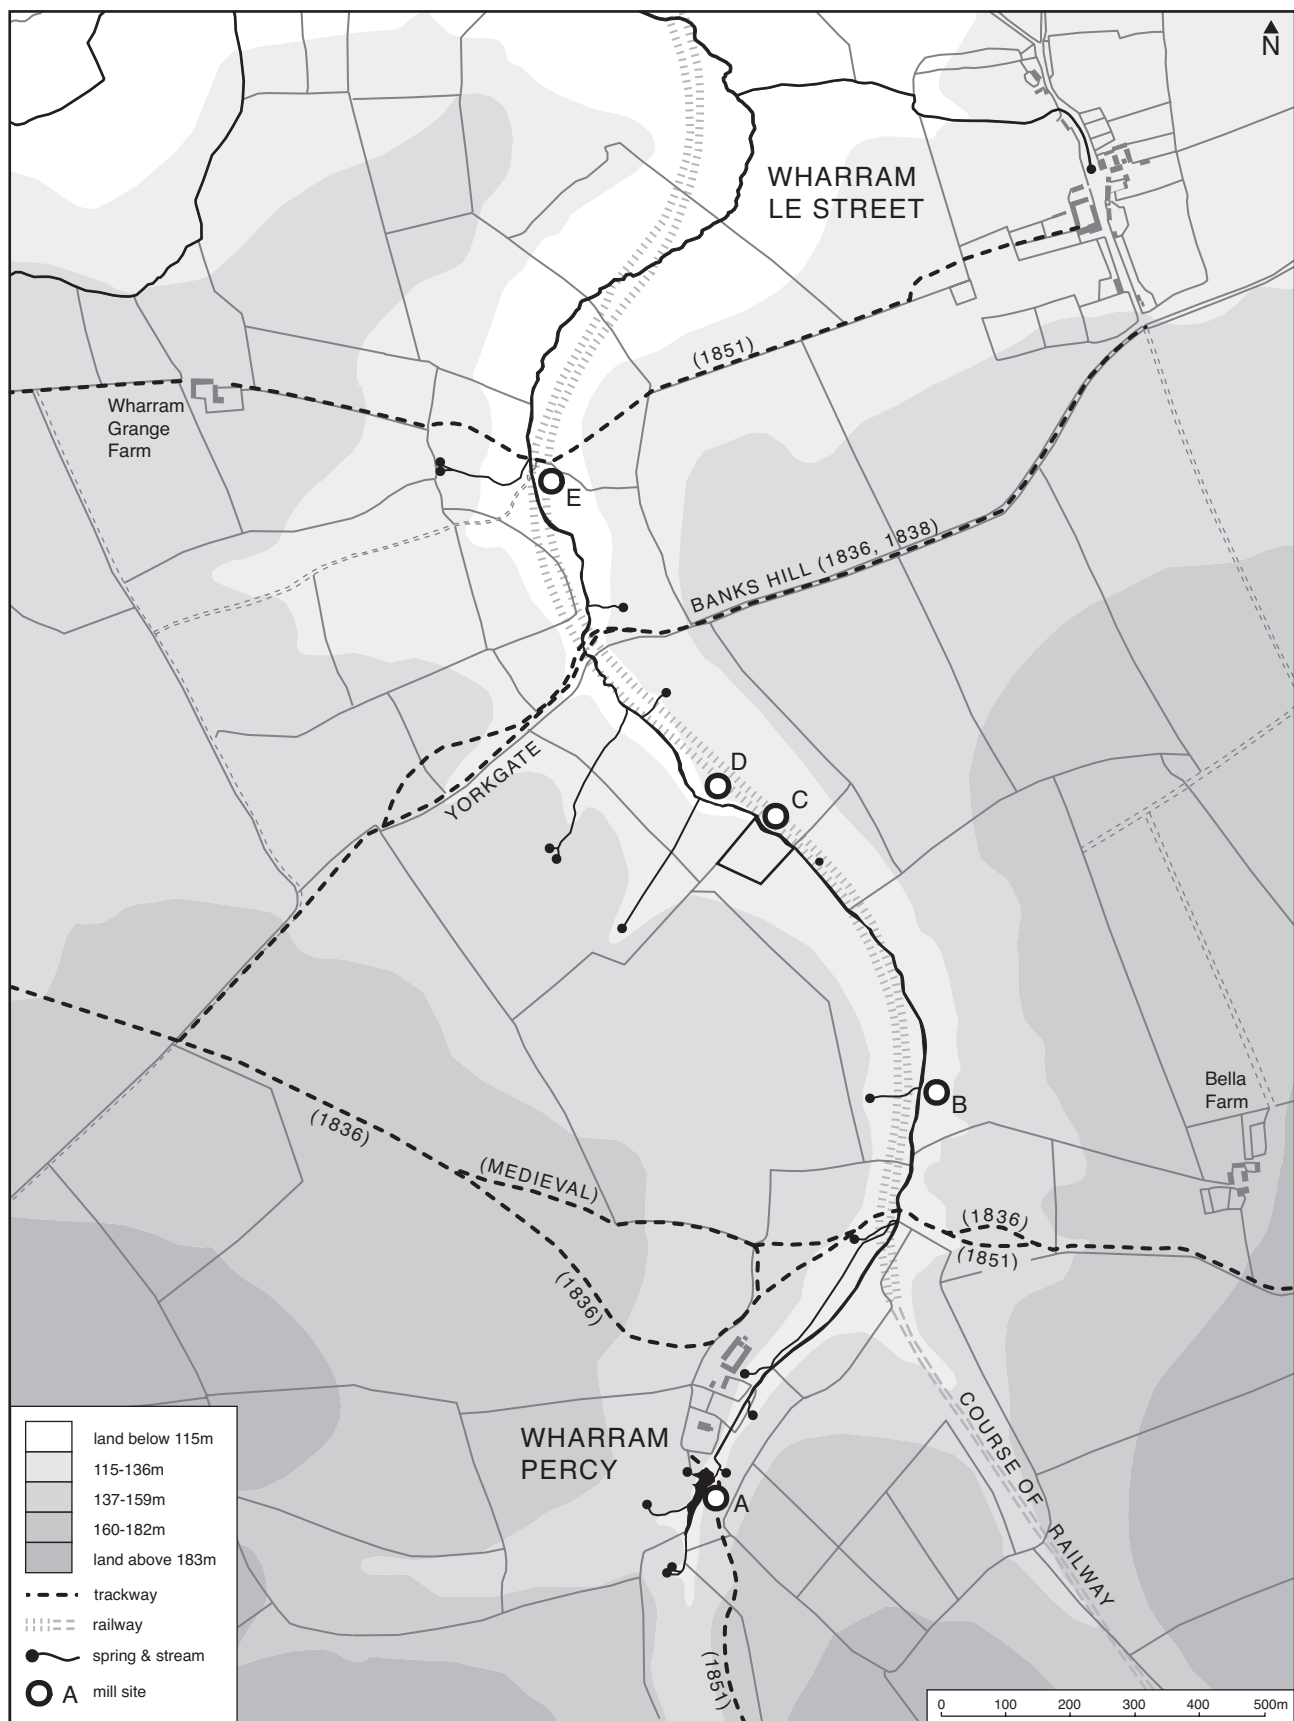 N
WHARRAM
LE STREET
(1851)
Wharram
Grange
Farm
E
BANKS HILL (1836, 1838)
D
C
YORKGATE
B
Bella
Farm
(1836)
(MEDIEVAL)
(1836)
(1851)
(1836)
COURSE OF RAILWAY
WHARRAM
PERCY
A
(1851)
land below 115m
115-136m
137-159m
160-182m
land above 183m
trackway
railway
spring & stream
A mill site
0 100 200 300 400 500m